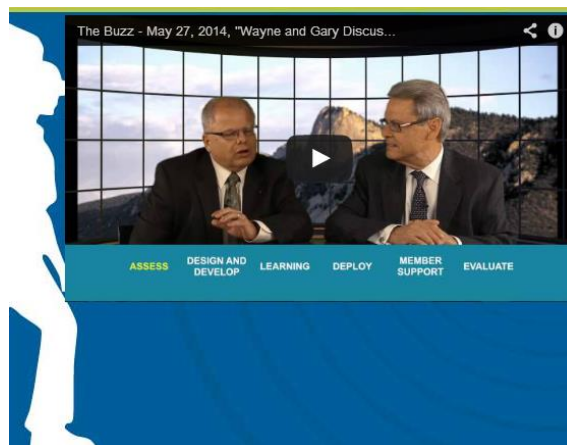 The Buzz - May 27, 2014, "Wayne and Gary Discus...
ASSESS
DESIGN AND
DEVELOP
LEARNING
DEPLOY
MEMBER
SUPPORT
EVALUATE